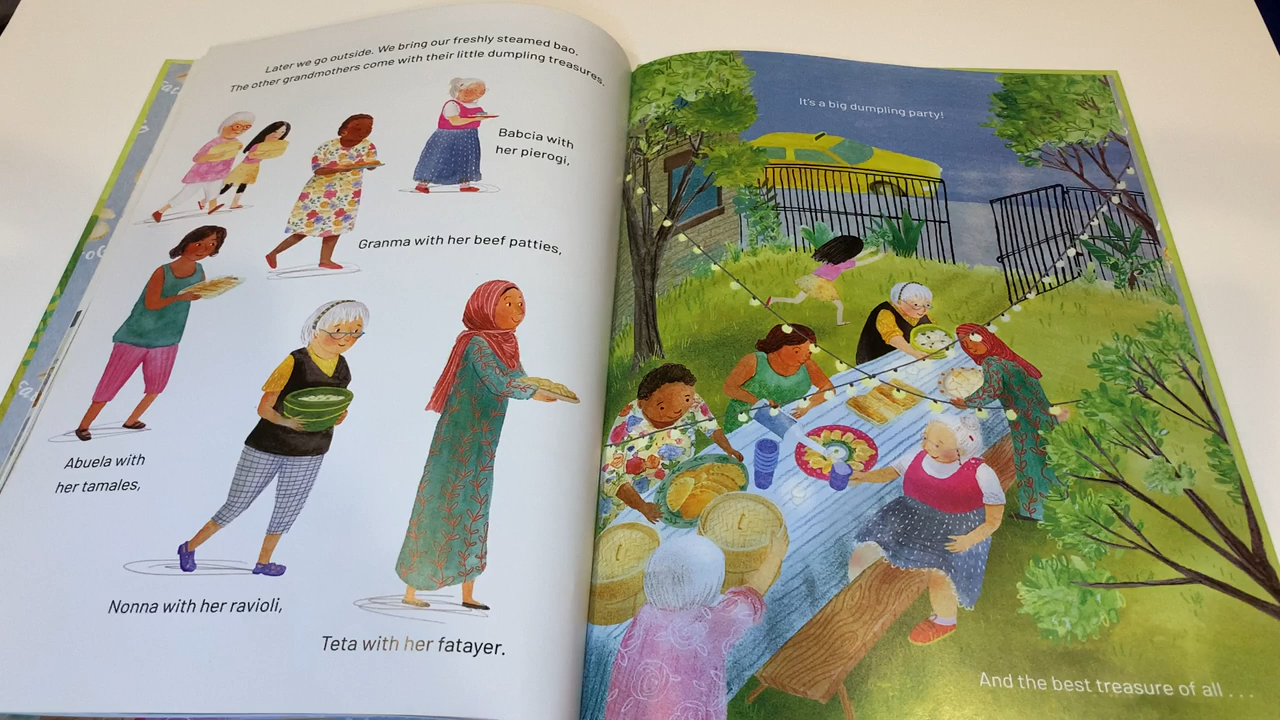 Later we go outside. We bring our freshly steamed bao.
The other grandmothers come with their little dumpling treasures.
Babcia with
her pierogi,
Granma with her beef patties,
Abuela with
her tamales,
Nonna with her ravioli,
Teta with her fatayer.
It's a big dumpling party!
And the best treasure of all . . .